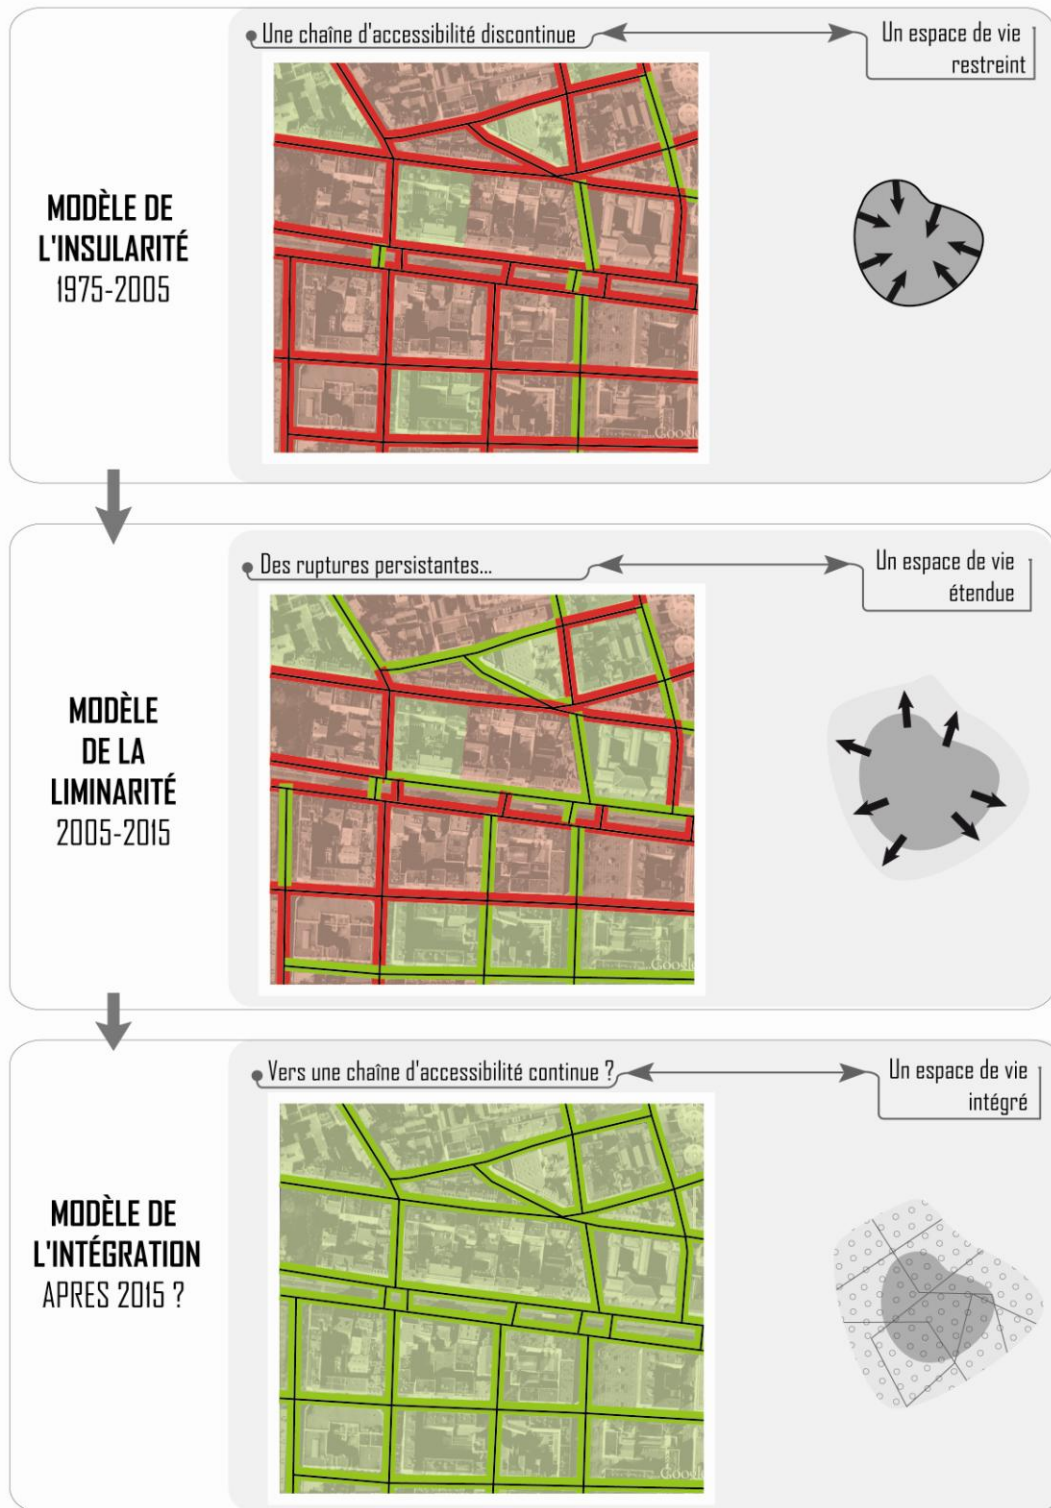 Une chaîne d'accessibilité discontinue
Un espace de vie
restreint
MODÈLE DE
L'INSULARITÉ
1975-2005
Google
Des ruptures persistantes...
Un espace de vie
étendue
MODÈLE
DE LA
LIMINARITÉ
2005-2015
Google
Vers une chaîne d'accessibilité continue ?
Un espace de vie
intégré
MODÈLE DE
L'INTÉGRATION
APRES 2015 ?
Google